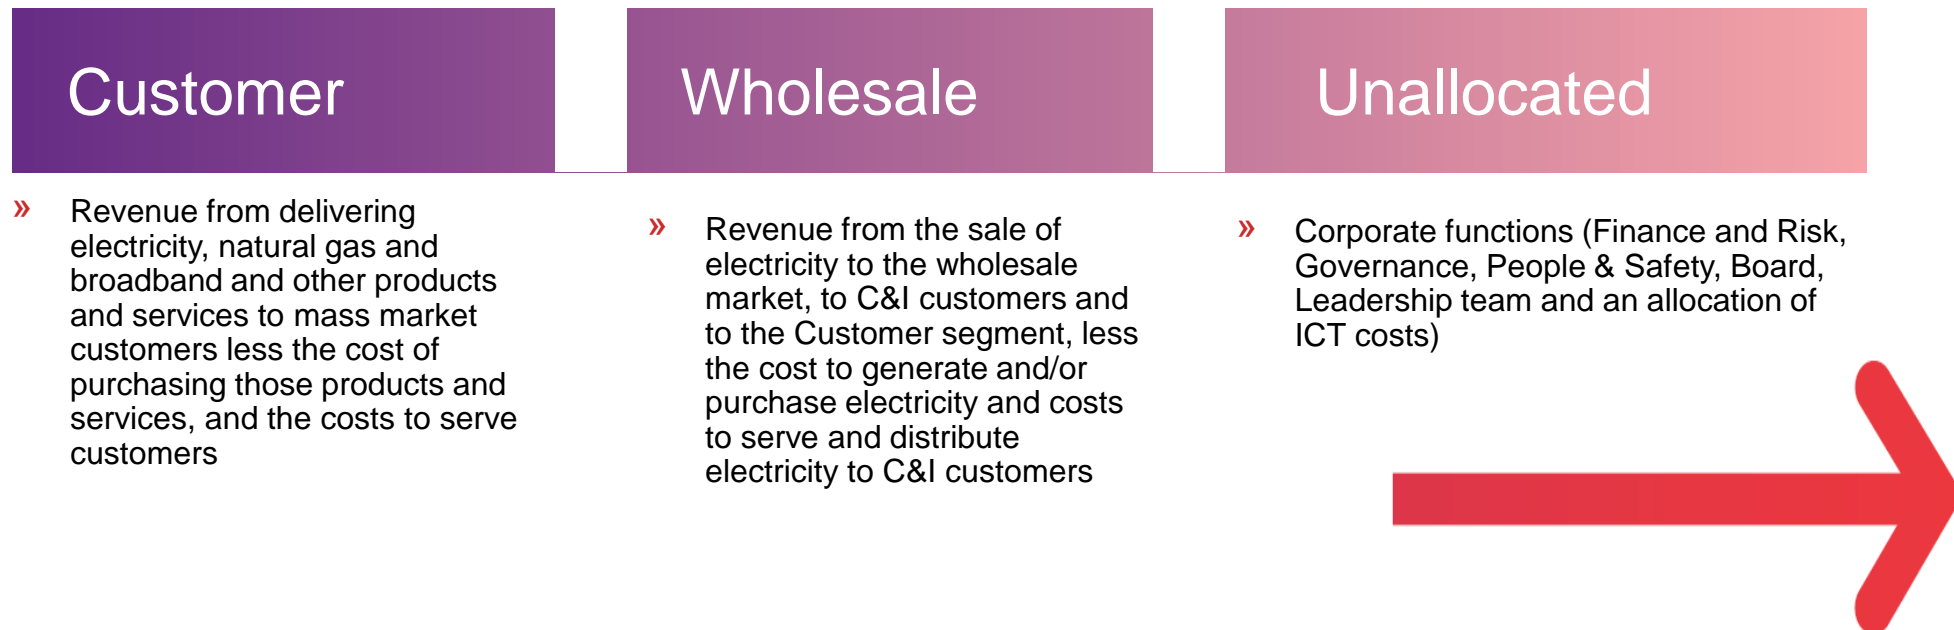 Customer
» Revenue from delivering
electricity, natural gas and
broadband and other products
and services to mass market
customers less the cost of
purchasing those products and
services, and the costs to serve
customers
Wholesale
» Revenue from the sale of
electricity to the wholesale
market, to C&I customers and
to the Customer segment, less
the cost to generate and/or
purchase electricity and costs
to serve and distribute
electricity to C&I customers
Unallocated
» Corporate functions (Finance and Risk,
Governance, People & Safety, Board,
Leadership team and an allocation of
ICT costs)